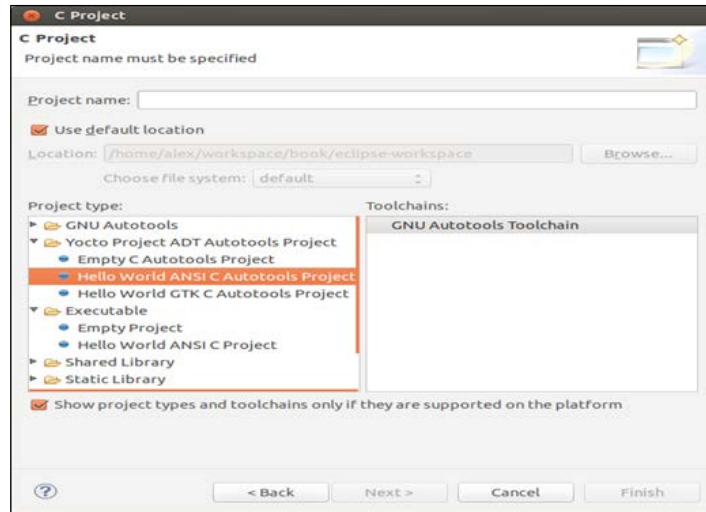 C Project
C Project
Project name must be specified
Project name:
Use default location
Location: /home/alex/workspace/book/eclipse-workspace Browse...
Choose file system: default
Project type: Toolchains:
GNU Autotools GNU Autotools Toolchain
Yocto Project ADT Autotools Project
Empty C Autotools Project
Hello World ANSI C Autotools Project
Hello World GTK C Autotools Project
Executable
Empty Project
Hello World ANSI C Project
Shared Library
Static Library
Show project types and toolchains only if they are supported on the platform
? < Back Next > Cancel Finish